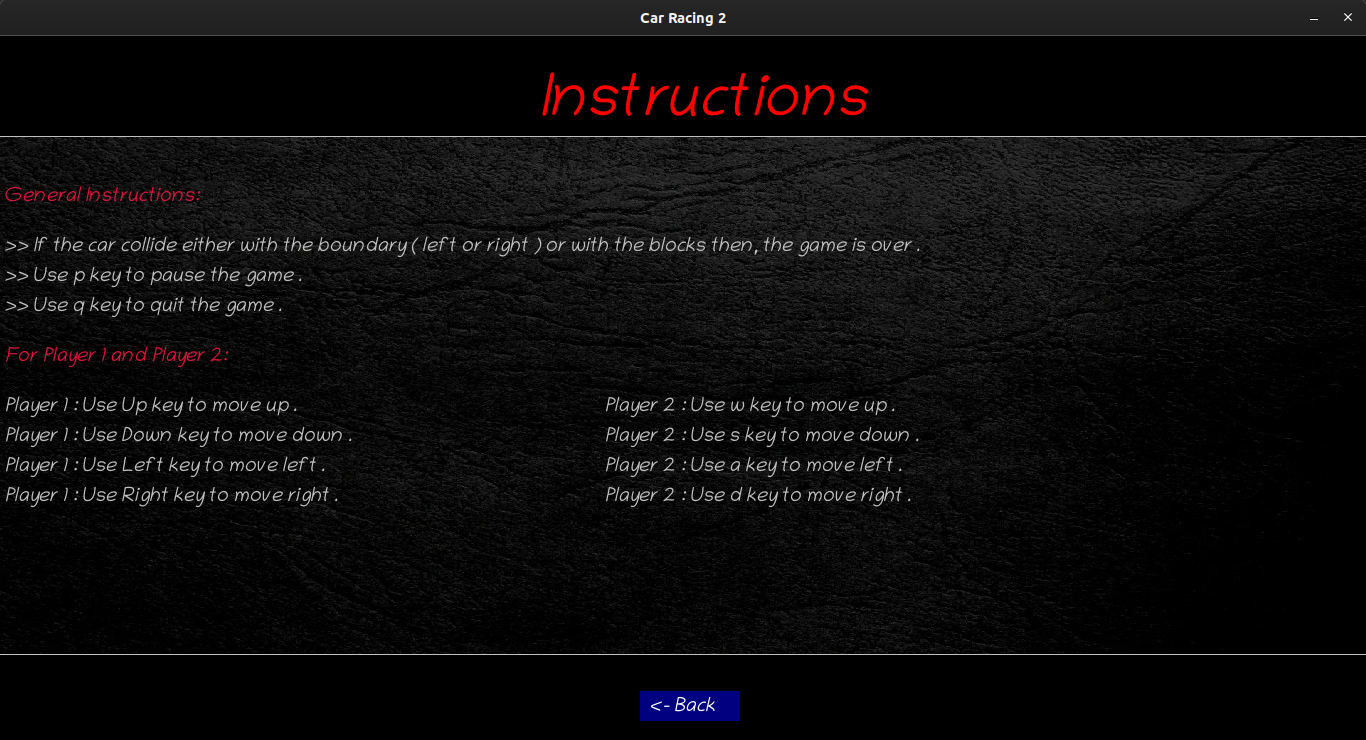 Car Racing 2
Instructions
General Instructions:
>> If the car collide either with the boundary ( left or right ) or with the blocks then, the game is over .
>> Use p key to pause the game .
>> Use q key to quit the game .
For Player 1 and Player 2:
Player 1 : Use Up key to move up .
Player 2 : Use w key to move up .
Player 1 : Use Down key to move down .
Player 2 : Use s key to move down .
Player 1 : Use Left key to move left .
Player 2 : Use a key to move left .
Player 1 : Use Right key to move right .
Player 2 : Use d key to move right .
<- Back